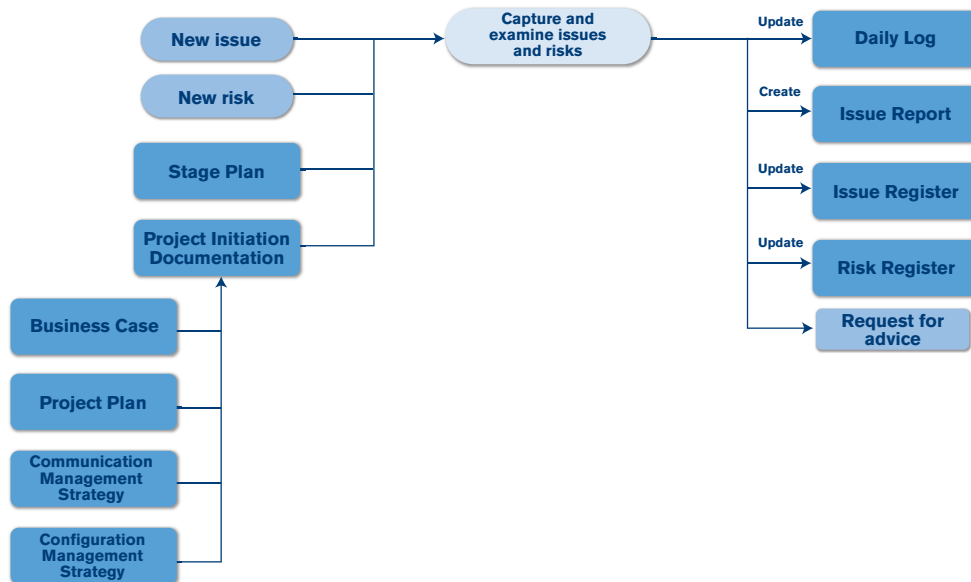 New issue
New risk
Stage Plan
Project Initiation
Documentation
Business Case
Project Plan
Communication
Management
Strategy
Configuration
Management
Strategy
Capture and
examine issues
and risks
Update
Daily Log
Create
Issue Report
Update
Issue Register
Update
Risk Register
Request for
advice